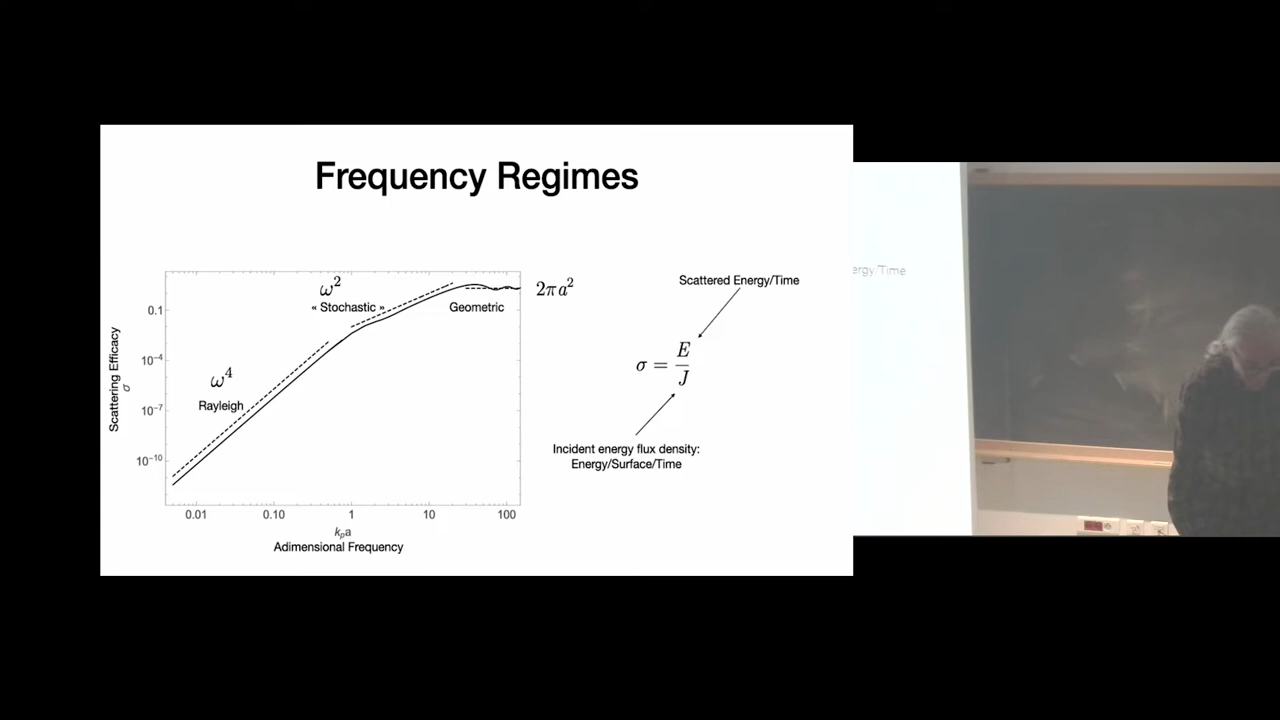 Frequency Regimes
ω²
« Stochastic »
Geometric
2πa²
ω⁴
Rayleigh
Scattering Efficacy
σ
0.1
10⁻⁴
10⁻⁷
10⁻¹⁰
0.01
0.10
1
10
100
kₚa
Adimensional Frequency
Scattered Energy/Time
σ = E/J
Incident energy flux density:
Energy/Surface/Time
ergy/Time